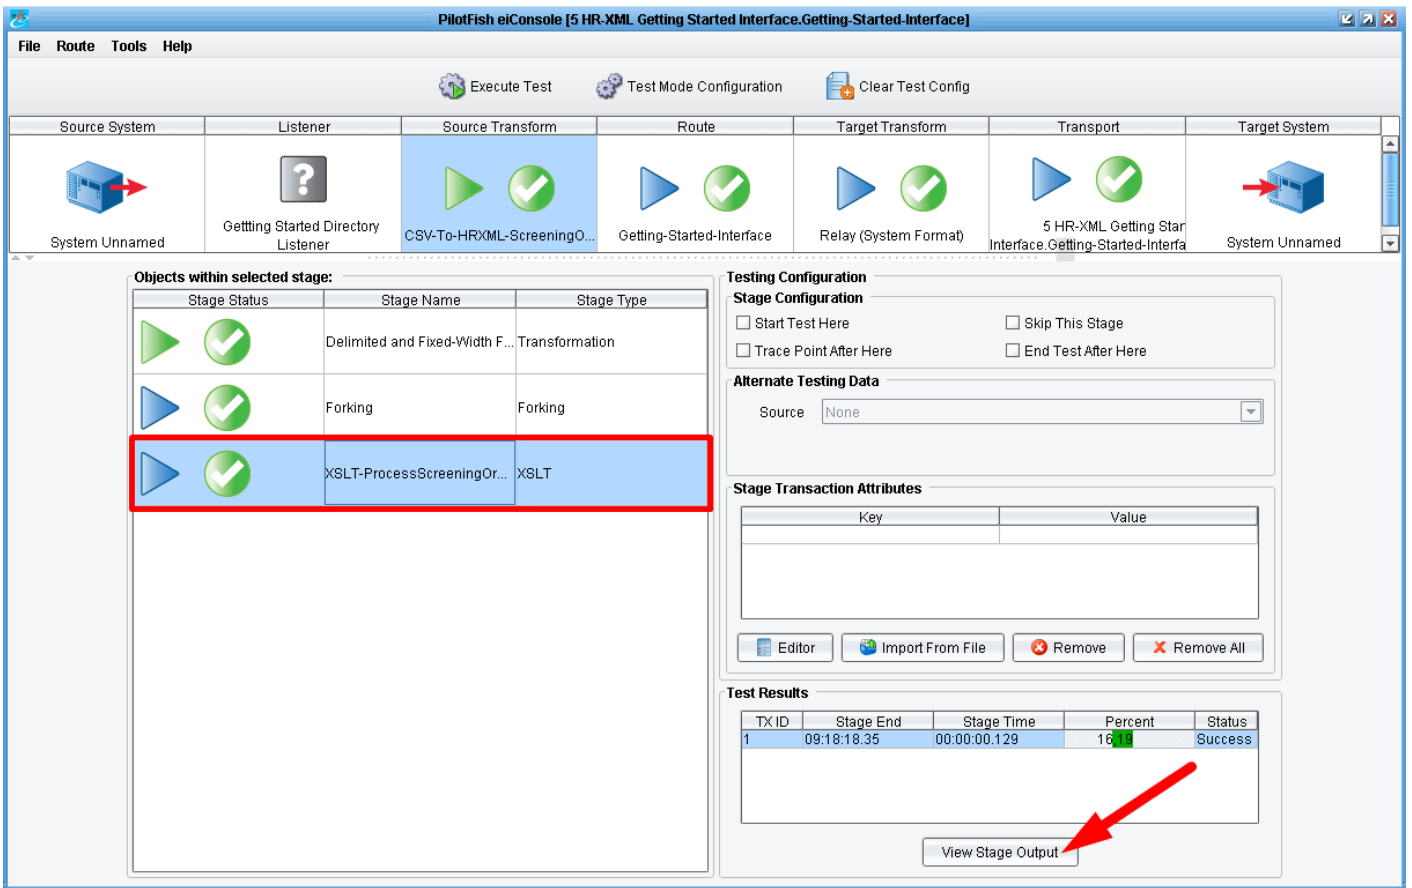 PilotFish eiConsole [5 HR-XML Getting Started Interface.Getting-Started-Interface]
File Route Tools Help
Execute Test Test Mode Configuration Clear Test Config
Source System Listener Source Transform Route Target Transform Transport Target System
?
System Unnamed
Gettting Started Directory
Listener
CSV-To-HRXML-ScreeningO...
Getting-Started-Interface
Relay (System Format)
5 HR-XML Getting Star
Interface.Getting-Started-Interfa
System Unnamed
Objects within selected stage:
Stage Status Stage Name Stage Type
Delimited and Fixed-Width F... Transformation
Forking Forking
XSLT-ProcessScreeningOr... XSLT
Testing Configuration
Stage Configuration
Start Test Here Skip This Stage
Trace Point After Here End Test After Here
Alternate Testing Data
Source None
Stage Transaction Attributes
Key Value
Editor Import From File Remove Remove All
Test Results
TX ID Stage End Stage Time Percent Status
1 09:18:18.35 00:00:00.129 16,19 Success
View Stage Output